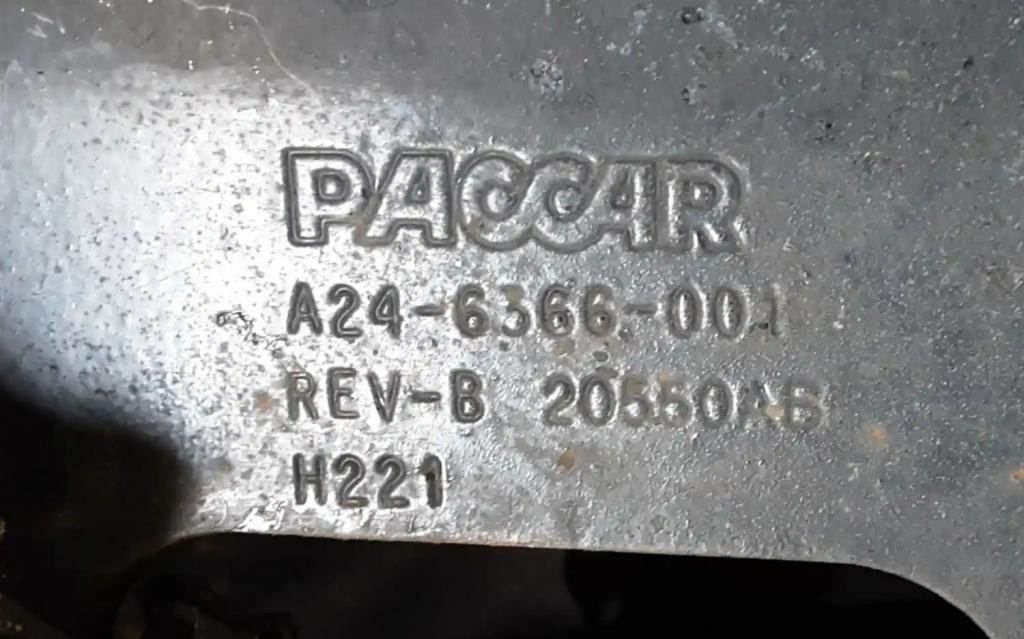 PACCAR
A24-6366-001
REV-B 20550AB
H221